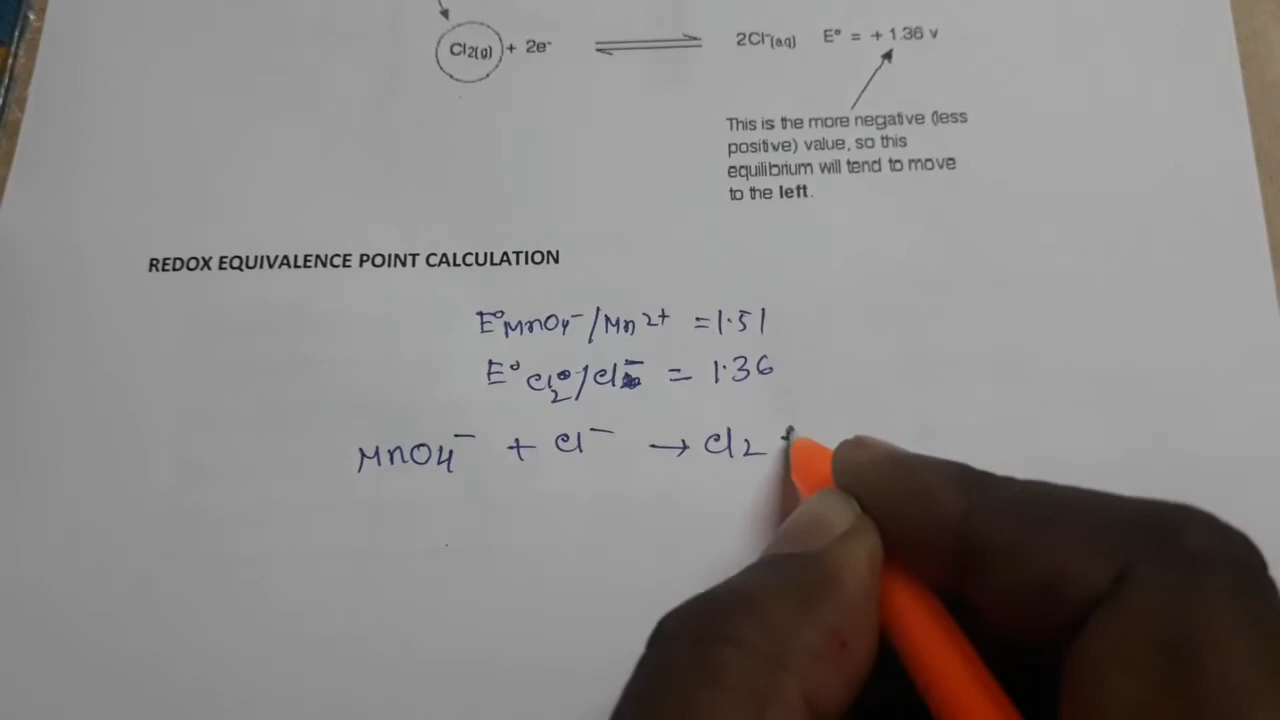 Cl2(g) + 2e- ⇌ 2Cl-(aq) E° = + 1.36 v
This is the more negative (less
positive) value, so this
equilibrium will tend to move
to the left.
REDOX EQUIVALENCE POINT CALCULATION
E°MnO4-/Mn2+ = 1.51
E°Cl2°/Cl- = 1.36
MnO4- + Cl- → Cl2 +